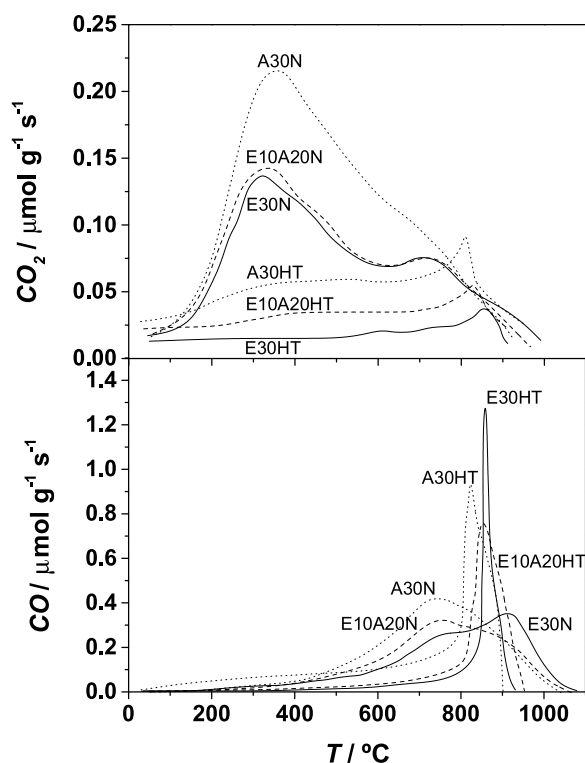 0.25
0.20
0.15
0.10
0.05
0.00
CO₂ / μmol g⁻¹ s⁻¹
A30N
E10A20N
E30N
A30HT
E10A20HT
E30HT
1.4
1.2
1.0
0.8
0.6
0.4
0.2
0.0
CO / μmol g⁻¹ s⁻¹
E30HT
A30HT
E10A20HT
A30N
E10A20N
E30N
0 200 400 600 800 1000
T / ºC